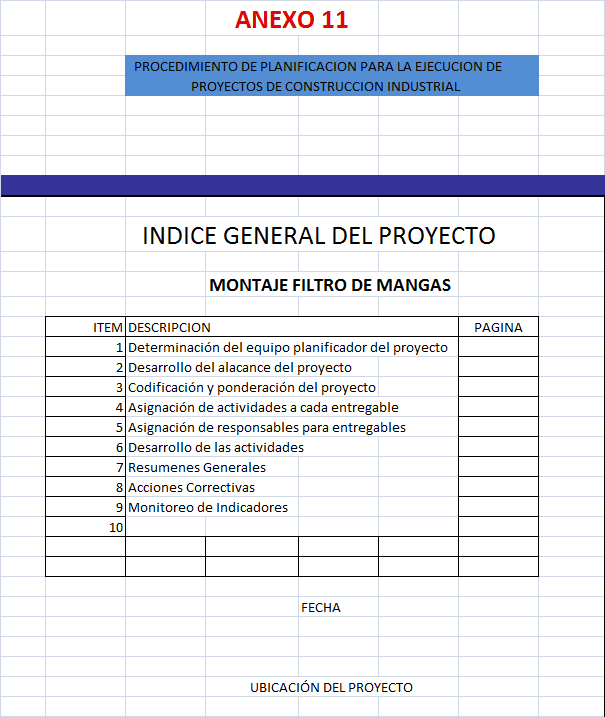 ANEXO 11
PROCEDIMIENTO DE PLANIFICACION PARA LA EJECUCION DE
PROYECTOS DE CONSTRUCCION INDUSTRIAL
INDICE GENERAL DEL PROYECTO
MONTAJE FILTRO DE MANGAS
ITEM DESCRIPCION PAGINA
1 Determinación del equipo planificador del proyecto
2 Desarrollo del alacance del proyecto
3 Codificación y ponderación del proyecto
4 Asignación de actividades a cada entregable
5 Asignación de responsables para entregables
6 Desarrollo de las actividades
7 Resumenes Generales
8 Acciones Correctivas
9 Monitoreo de Indicadores
10
FECHA
UBICACIÓN DEL PROYECTO